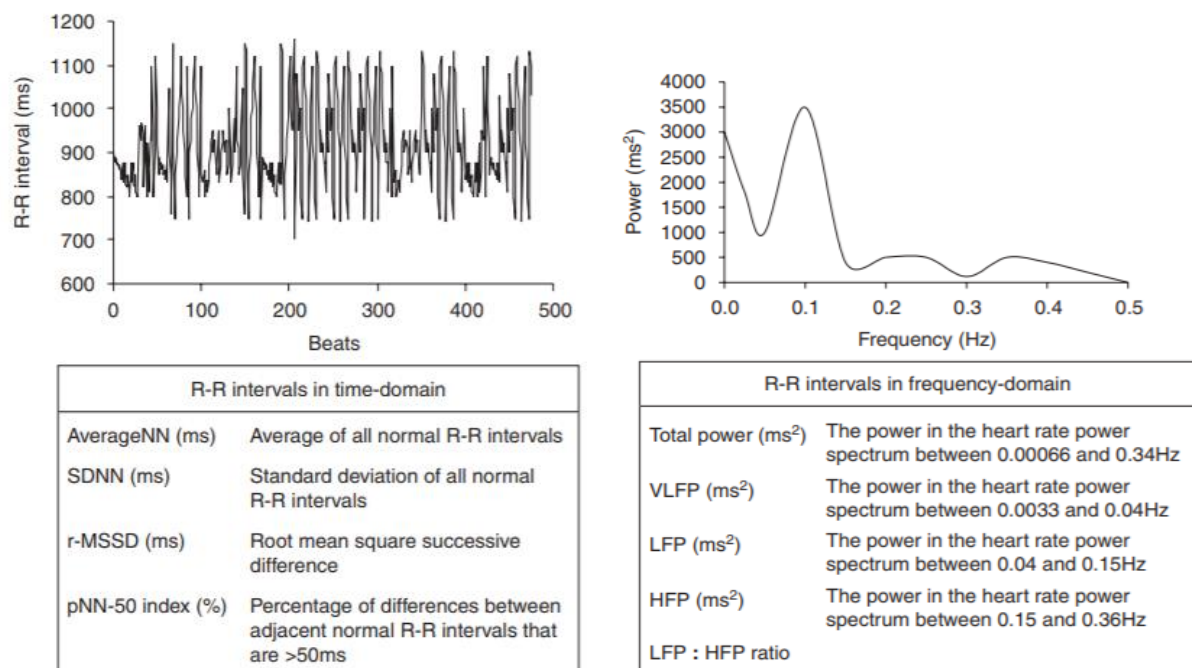 1200
1100
1000
900
800
700
600
R-R interval (ms)
0
100
200
300
400
500
Beats
4000
3500
3000
2500
2000
1500
1000
500
0
Power (ms²)
0.0
0.1
0.2
0.3
0.4
0.5
Frequency (Hz)
R-R intervals in time-domain
AverageNN (ms) Average of all normal R-R intervals
SDNN (ms) Standard deviation of all normal
R-R intervals
r-MSSD (ms) Root mean square successive
difference
pNN-50 index (%) Percentage of differences between
adjacent normal R-R intervals that
are >50ms
R-R intervals in frequency-domain
Total power (ms²) The power in the heart rate power
spectrum between 0.00066 and 0.34Hz
VLFP (ms²) The power in the heart rate power
spectrum between 0.0033 and 0.04Hz
LFP (ms²) The power in the heart rate power
spectrum between 0.04 and 0.15Hz
HFP (ms²) The power in the heart rate power
spectrum between 0.15 and 0.36Hz
LFP : HFP ratio